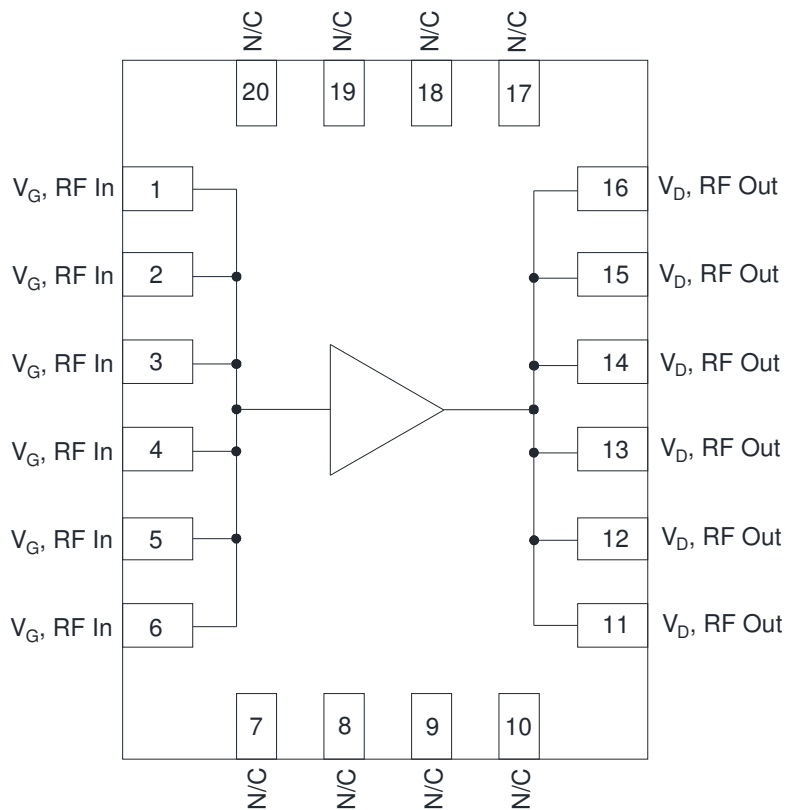 N/C N/C N/C N/C
20 19 18 17
V_G, RF In 1 16 V_D, RF Out
V_G, RF In 2 15 V_D, RF Out
V_G, RF In 3 14 V_D, RF Out
V_G, RF In 4 13 V_D, RF Out
V_G, RF In 5 12 V_D, RF Out
V_G, RF In 6 11 V_D, RF Out
7 8 9 10
N/C N/C N/C N/C